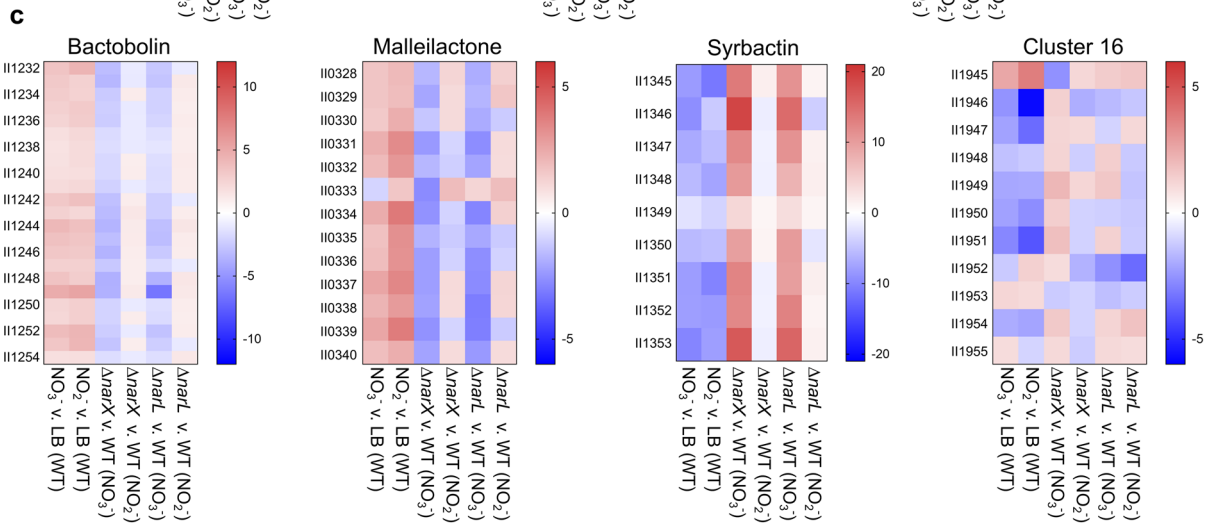 c
Bactobolin
II1232
II1234
II1236
II1238
II1240
II1242
II1244
II1246
II1248
II1250
II1252
II1254
10
5
0
-5
-10
NO₃⁻ v. LB (WT)
NO₂⁻ v. LB (WT)
ΔnarX v. WT (NO₃⁻)
ΔnarX v. WT (NO₂⁻)
ΔnarL v. WT (NO₃⁻)
ΔnarL v. WT (NO₂⁻)
Malleilactone
II0328
II0329
II0330
II0331
II0332
II0333
II0334
II0335
II0336
II0337
II0338
II0339
II0340
5
0
-5
NO₃⁻ v. LB (WT)
NO₂⁻ v. LB (WT)
ΔnarX v. WT (NO₃⁻)
ΔnarX v. WT (NO₂⁻)
ΔnarL v. WT (NO₃⁻)
ΔnarL v. WT (NO₂⁻)
Syrbactin
II1345
II1346
II1347
II1348
II1349
II1350
II1351
II1352
II1353
20
10
0
-10
-20
NO₃⁻ v. LB (WT)
NO₂⁻ v. LB (WT)
ΔnarX v. WT (NO₃⁻)
ΔnarX v. WT (NO₂⁻)
ΔnarL v. WT (NO₃⁻)
ΔnarL v. WT (NO₂⁻)
Cluster 16
II1945
II1946
II1947
II1948
II1949
II1950
II1951
II1952
II1953
II1954
II1955
5
0
-5
NO₃⁻ v. LB (WT)
NO₂⁻ v. LB (WT)
ΔnarX v. WT (NO₃⁻)
ΔnarX v. WT (NO₂⁻)
ΔnarL v. WT (NO₃⁻)
ΔnarL v. WT (NO₂⁻)